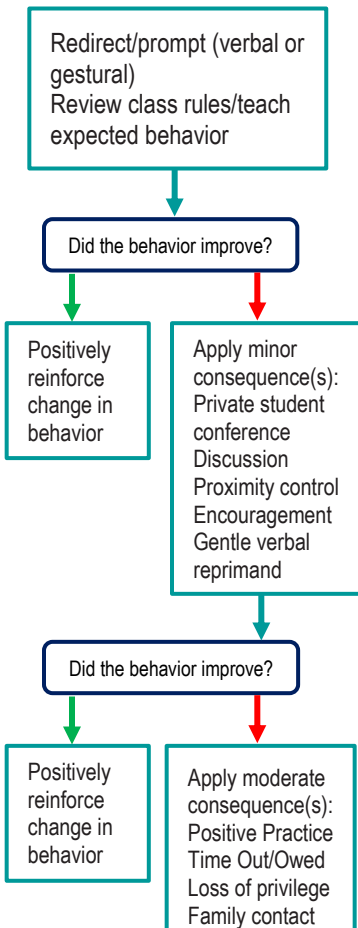 Redirect/prompt (verbal or
gestural)
Review class rules/teach
expected behavior
Did the behavior improve?
Positively
reinforce
change in
behavior
Apply minor
consequence(s):
Private student
conference
Discussion
Proximity control
Encouragement
Gentle verbal
reprimand
Did the behavior improve?
Positively
reinforce
change in
behavior
Apply moderate
consequence(s):
Positive Practice
Time Out/Owed
Loss of privilege
Family contact